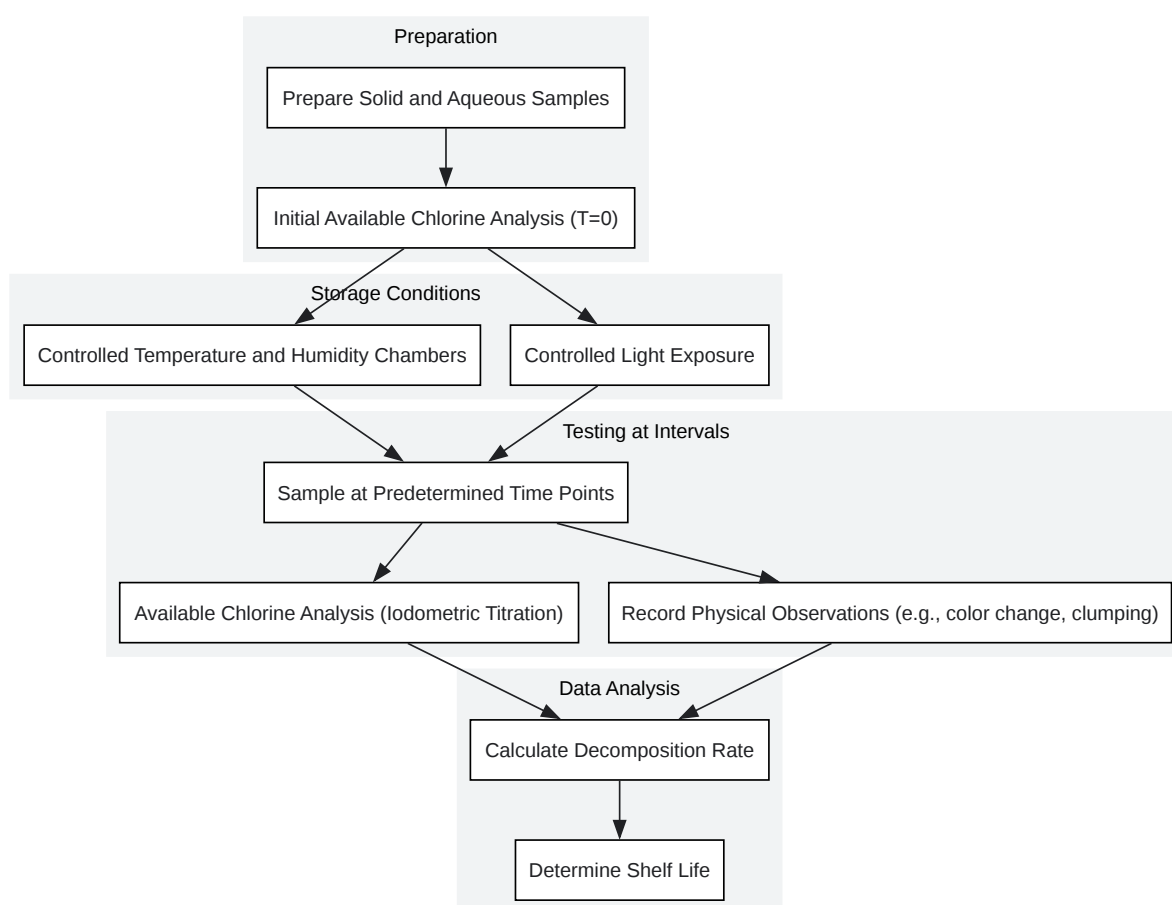 Preparation
Prepare Solid and Aqueous Samples
Initial Available Chlorine Analysis (T=0)
Storage Conditions
Controlled Temperature and Humidity Chambers
Controlled Light Exposure
Testing at Intervals
Sample at Predetermined Time Points
Available Chlorine Analysis (Iodometric Titration)
Record Physical Observations (e.g., color change, clumping)
Data Analysis
Calculate Decomposition Rate
Determine Shelf Life